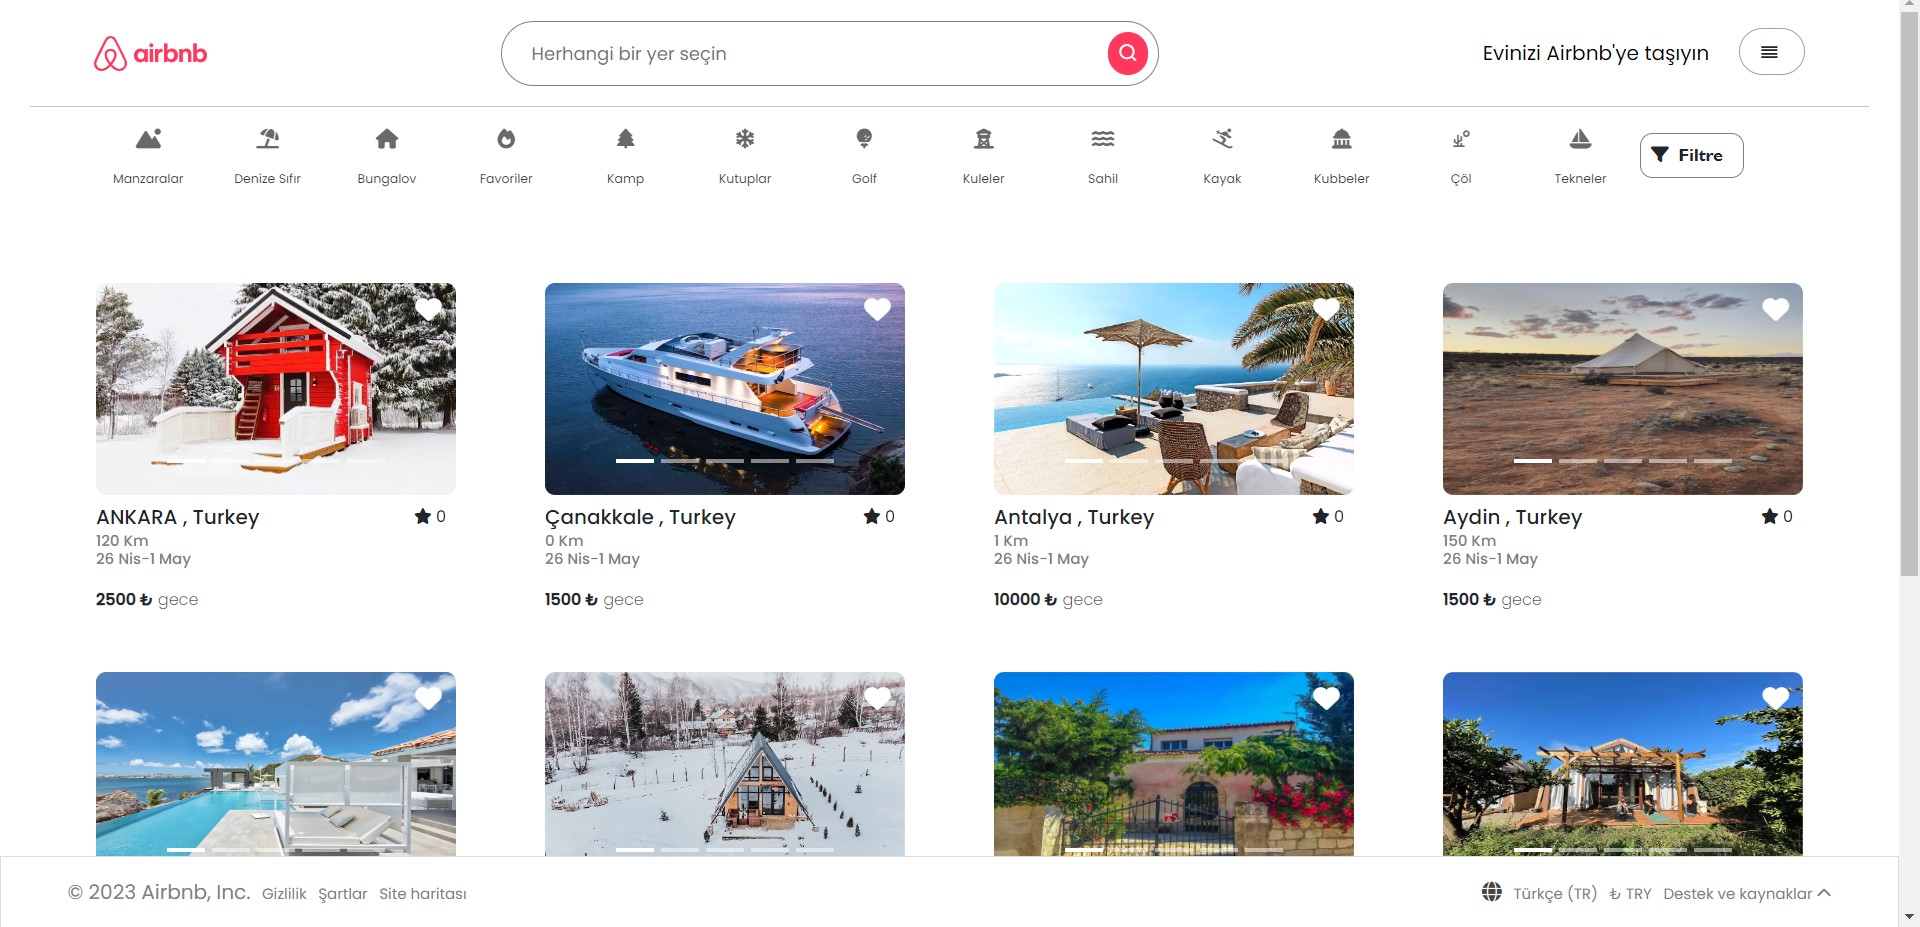 airbnb
Herhangi bir yer seçin
Evinizi Airbnb'ye taşıyın
Manzaralar
Denize Sıfır
Bungalov
Favoriler
Kamp
Kutuplar
Golf
Kuleler
Sahil
Kayak
Kubbeler
Çöl
Tekneler
Filtre
ANKARA , Turkey
0
120 Km
26 Nis-1 May
2500 ₺ gece
Çanakkale , Turkey
0
0 Km
26 Nis-1 May
1500 ₺ gece
Antalya , Turkey
0
1 Km
26 Nis-1 May
10000 ₺ gece
Aydin , Turkey
0
150 Km
26 Nis-1 May
1500 ₺ gece
© 2023 Airbnb, Inc. Gizlilik Şartlar Site haritası
Türkçe (TR) ₺ TRY Destek ve kaynaklar